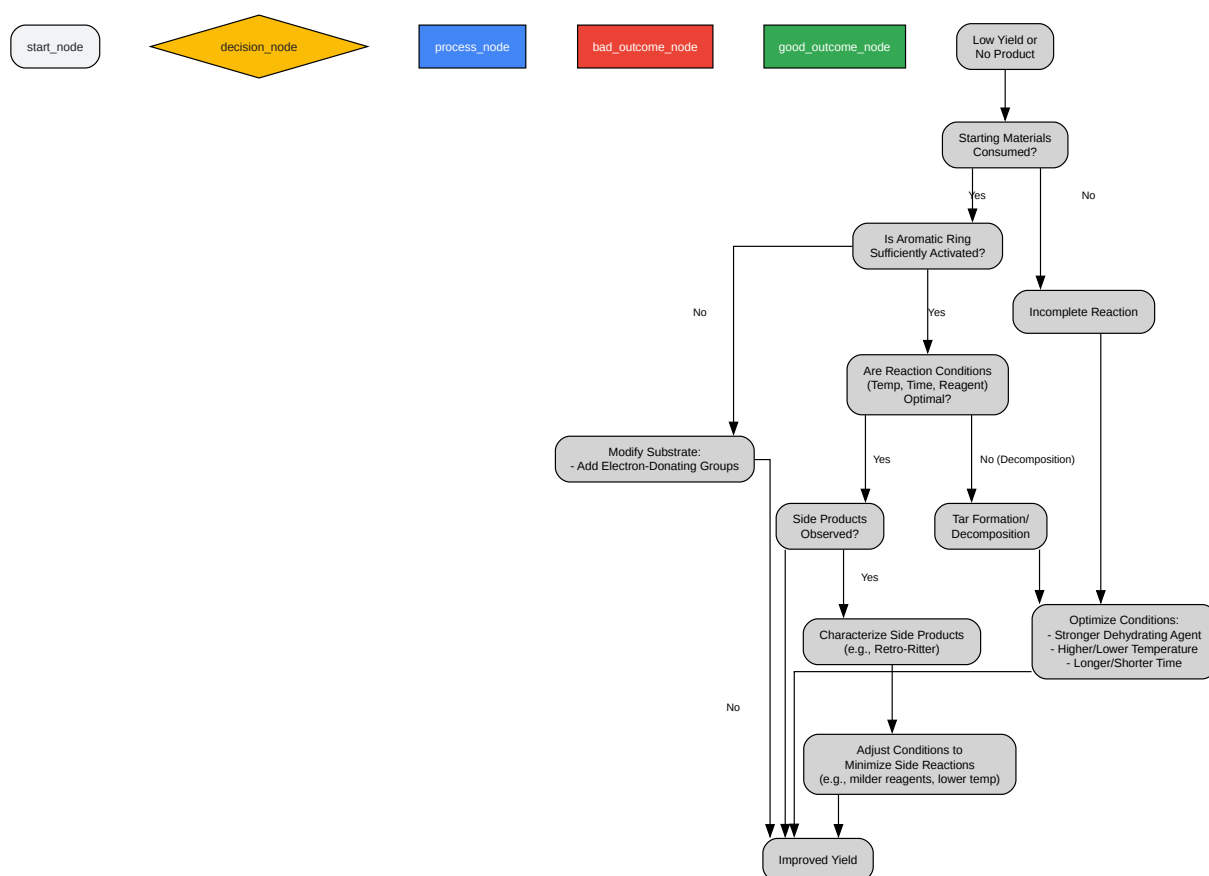 start_node
decision_node
process_node
bad_outcome_node
good_outcome_node
Low Yield or
No Product
Starting Materials
Consumed?
Yes
No
Is Aromatic Ring
Sufficiently Activated?
No
Yes
Incomplete Reaction
Are Reaction Conditions
(Temp, Time, Reagent)
Optimal?
Modify Substrate:
- Add Electron-Donating Groups
Yes
No (Decomposition)
Side Products
Observed?
Tar Formation/
Decomposition
Yes
Optimize Conditions:
- Stronger Dehydrating Agent
- Higher/Lower Temperature
- Longer/Shorter Time
Characterize Side Products
(e.g., Retro-Ritter)
No
Adjust Conditions to
Minimize Side Reactions
(e.g., milder reagents, lower temp)
Improved Yield